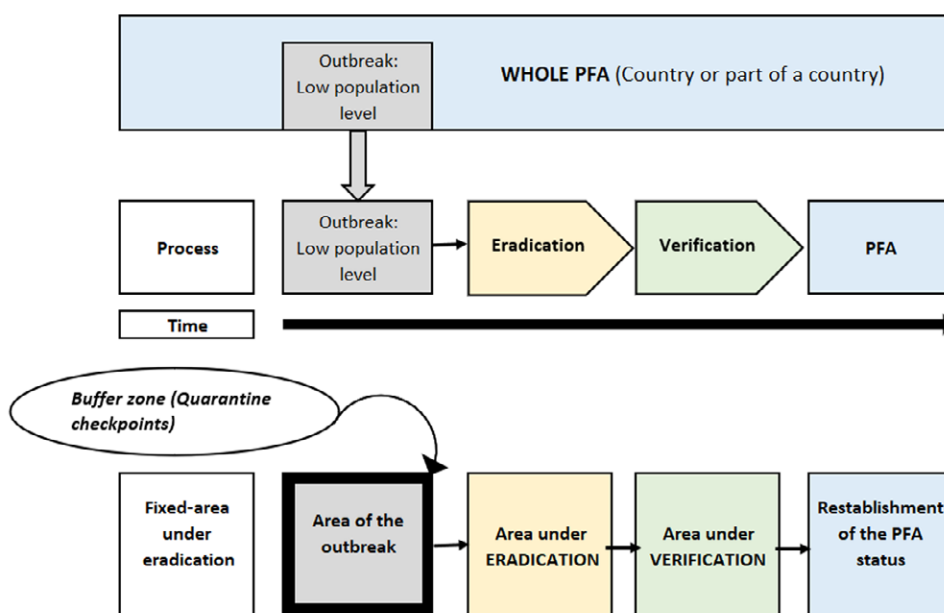 Outbreak:
Low population
level
WHOLE PFA (Country or part of a country)
Process
Outbreak:
Low population
level
Eradication
Verification
PFA
Time
Buffer zone (Quarantine
checkpoints)
Fixed-area
under
eradication
Area of the
outbreak
Area under
ERADICATION
Area under
VERIFICATION
Restablishment
of the PFA
status